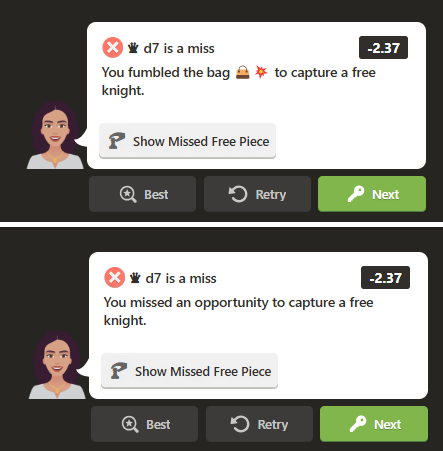 ♛ d7 is a miss -2.37
You fumbled the bag 👜 💥 to capture a free
knight.
Show Missed Free Piece
Best Retry Next
♛ d7 is a miss -2.37
You missed an opportunity to capture a free
knight.
Show Missed Free Piece
Best Retry Next